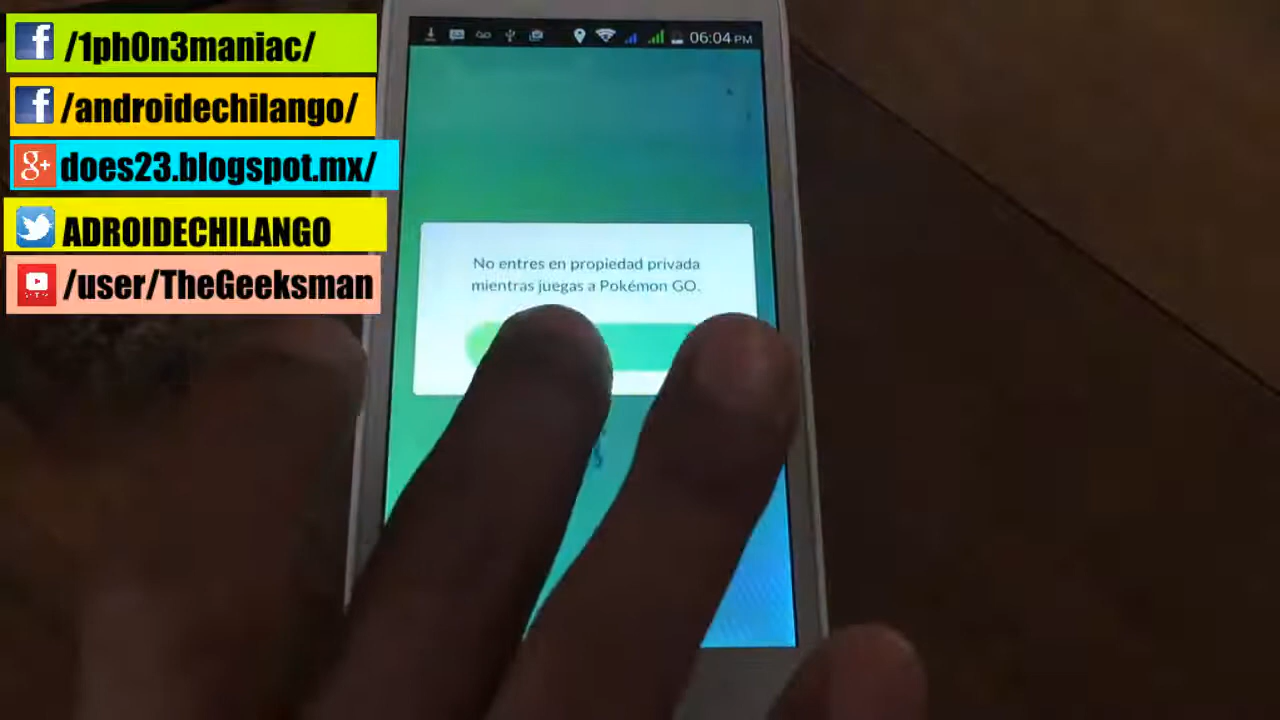 /1ph0n3maniac/
/androidechilango/
does23.blogspot.mx/
ADROIDECHILANGO
/user/TheGeeksman
06:04 PM
No entres en propiedad privada
mientras juegas a Pokémon GO.